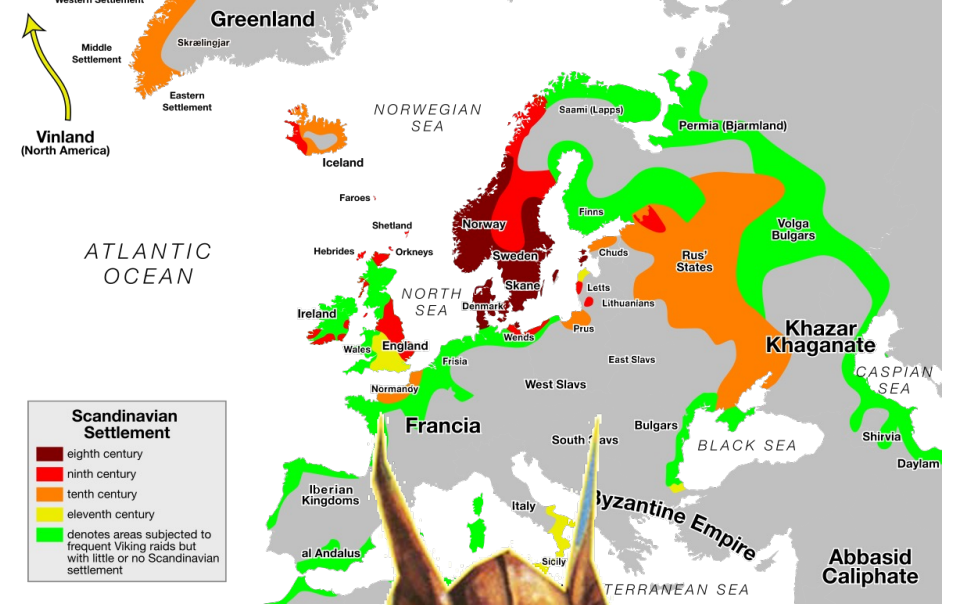 Western Settlement
Greenland
Skrælingjar
Middle
Settlement
Eastern
Settlement
Vinland
(North America)
NORWEGIAN
SEA
Saami (Lapps)
Permia (Bjarmland)
Iceland
Faroes
Shetland
Hebrides
Orkneys
Finns
Norway
Sweden
Volga
Bulgars
Rus'
States
Chuds
ATLANTIC
OCEAN
NORTH
SEA
Skane
Denmark
Letts
Lithuanians
Ireland
Prus
Wends
Wales
England
Frisia
Khazar
Khaganate
East Slavs
CASPIAN
SEA
Normandy
West Slavs
Francia
Bulgars
South
avs
BLACK SEA
Shirvia
Daylam
Scandinavian
Settlement
eighth century
ninth century
tenth century
eleventh century
denotes areas subjected to
frequent Viking raids but
with little or no Scandinavian
settlement
Iberian
Kingdoms
al Andalus
Italy
Sicily
Byzantine Empire
Abbasid
Caliphate
TERRANEAN SEA